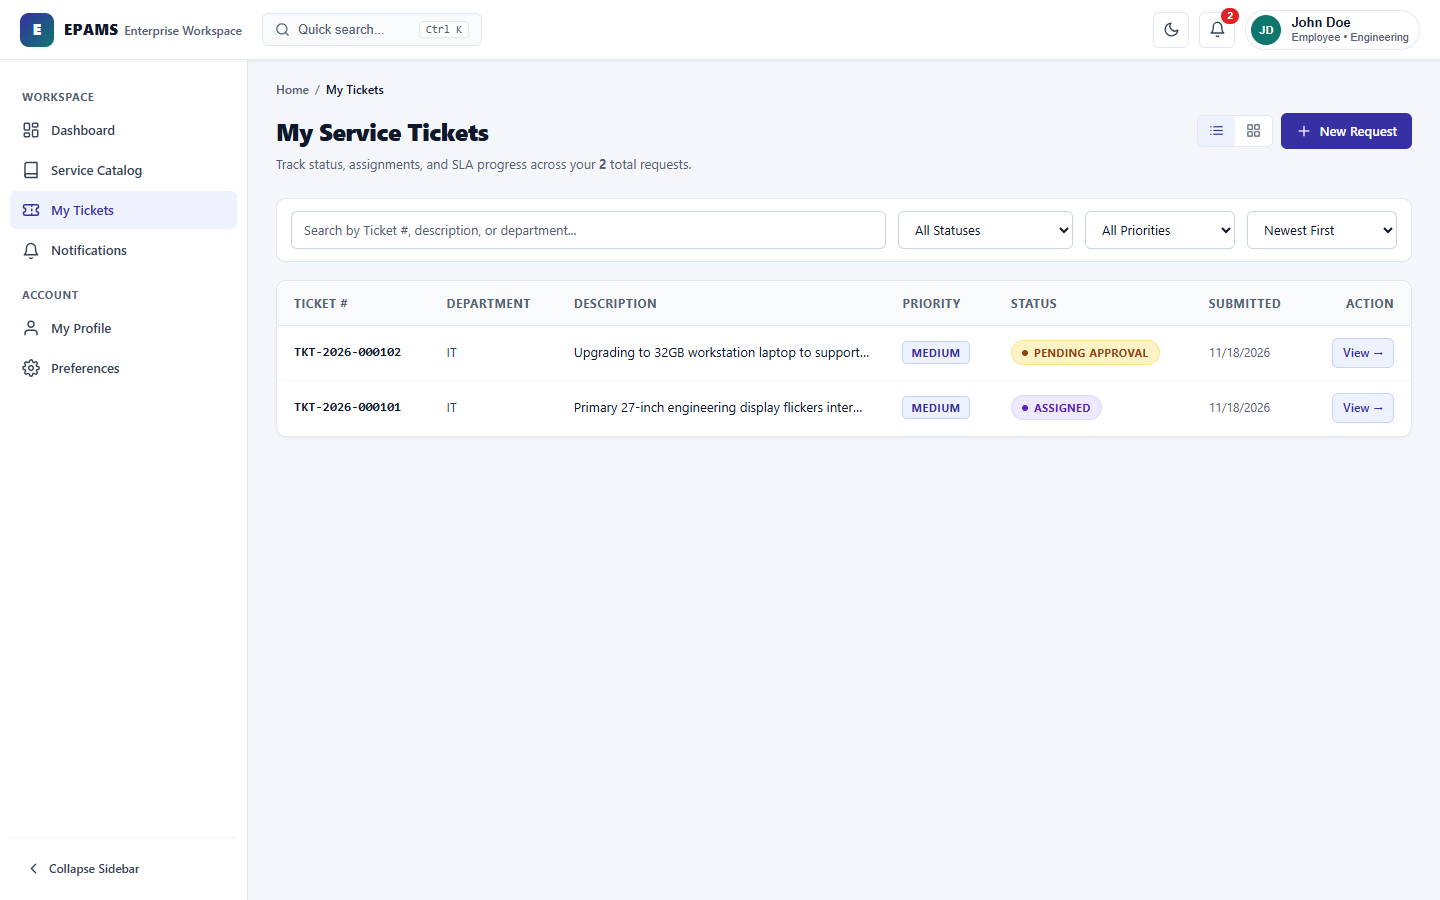 E EPAMS Enterprise Workspace Quick search... Ctrl K 2 JD John Doe
Employee • Engineering
WORKSPACE
Dashboard
Service Catalog
My Tickets
Notifications
ACCOUNT
My Profile
Preferences
Collapse Sidebar
Home / My Tickets
My Service Tickets
Track status, assignments, and SLA progress across your 2 total requests.
New Request
Search by Ticket #, description, or department... All Statuses All Priorities Newest First
TICKET # DEPARTMENT DESCRIPTION PRIORITY STATUS SUBMITTED ACTION
TKT-2026-000102 IT Upgrading to 32GB workstation laptop to support... MEDIUM • PENDING APPROVAL 11/18/2026 View →
TKT-2026-000101 IT Primary 27-inch engineering display flickers inter... MEDIUM • ASSIGNED 11/18/2026 View →